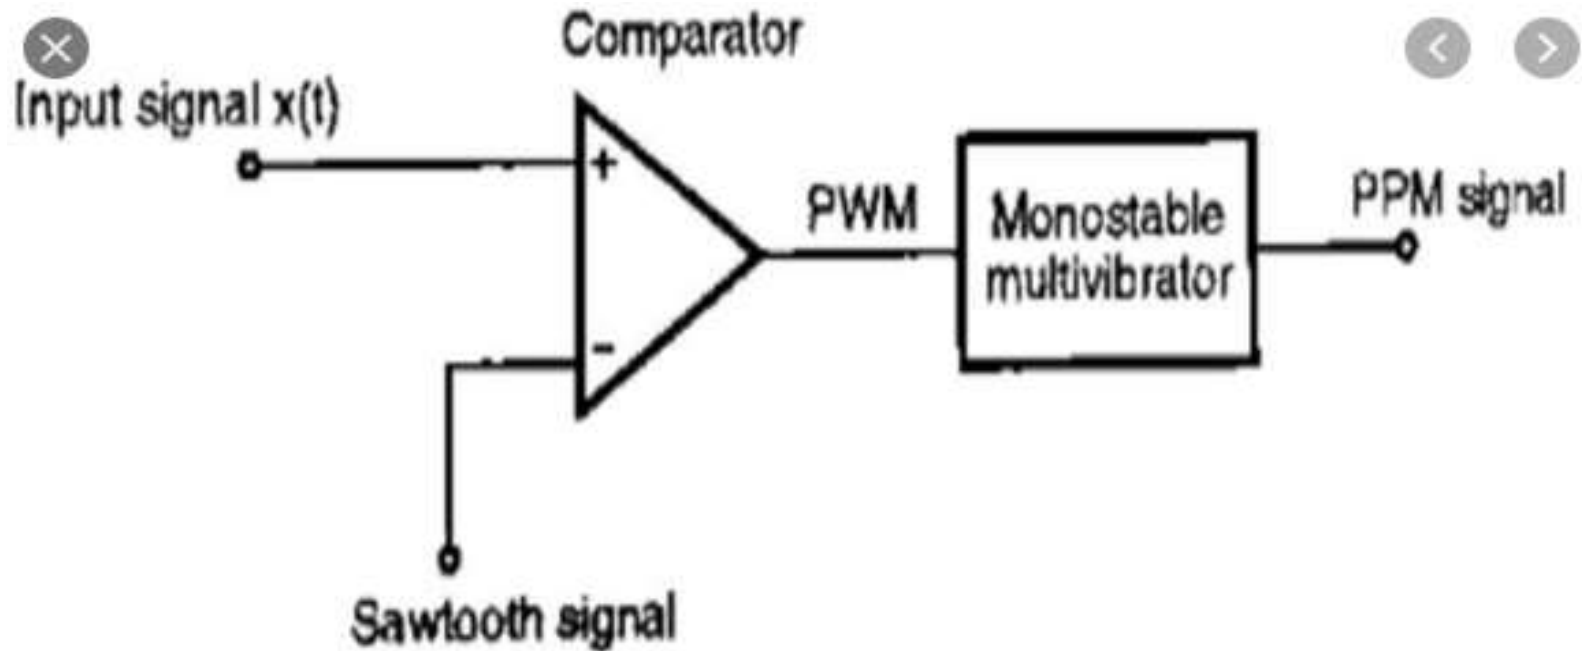 Comparator
Input signal x(t)
+
PWM
Monostable
multivibrator
PPM signal
-
Sawtooth signal